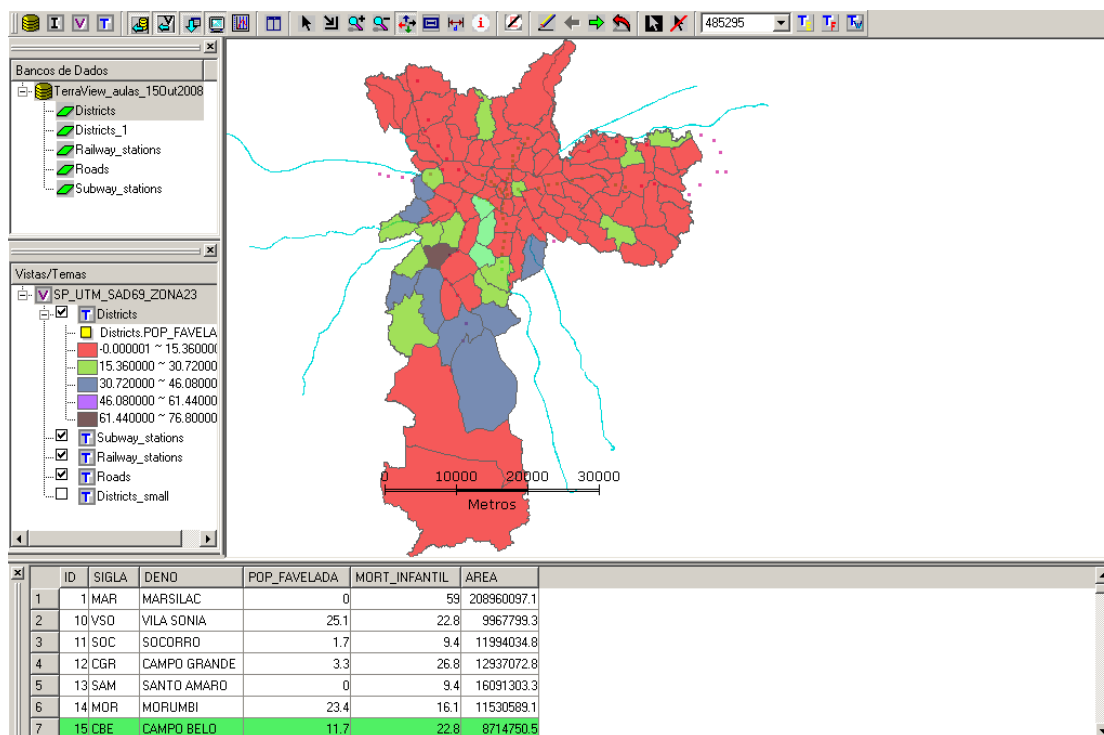 485295
Bancos de Dados
TerraView_aulas_15Out2008
Districts
Districts_1
Railway_stations
Roads
Subway_stations
Vistas/Temas
SP_UTM_SAD69_ZONA23
Districts
Districts.POP_FAVELA
-0.000001 ~ 15.360000
15.360000 ~ 30.720000
30.720000 ~ 46.080000
46.080000 ~ 61.440000
61.440000 ~ 76.800000
Subway_stations
Railway_stations
Roads
Districts_small
0 10000 20000 30000
Metros
ID SIGLA DENO POP_FAVELADA MORT_INFANTIL AREA
1 1 MAR MARSILAC 0 59 208960097.1
2 10 VSO VILA SONIA 25.1 22.8 9967799.3
3 11 SOC SOCORRO 1.7 9.4 11994034.8
4 12 CGR CAMPO GRANDE 3.3 26.8 12937072.8
5 13 SAM SANTO AMARO 0 9.4 16091303.3
6 14 MOR MORUMBI 23.4 16.1 11530589.1
7 15 CBE CAMPO BELO 11.7 22.8 8714750.5